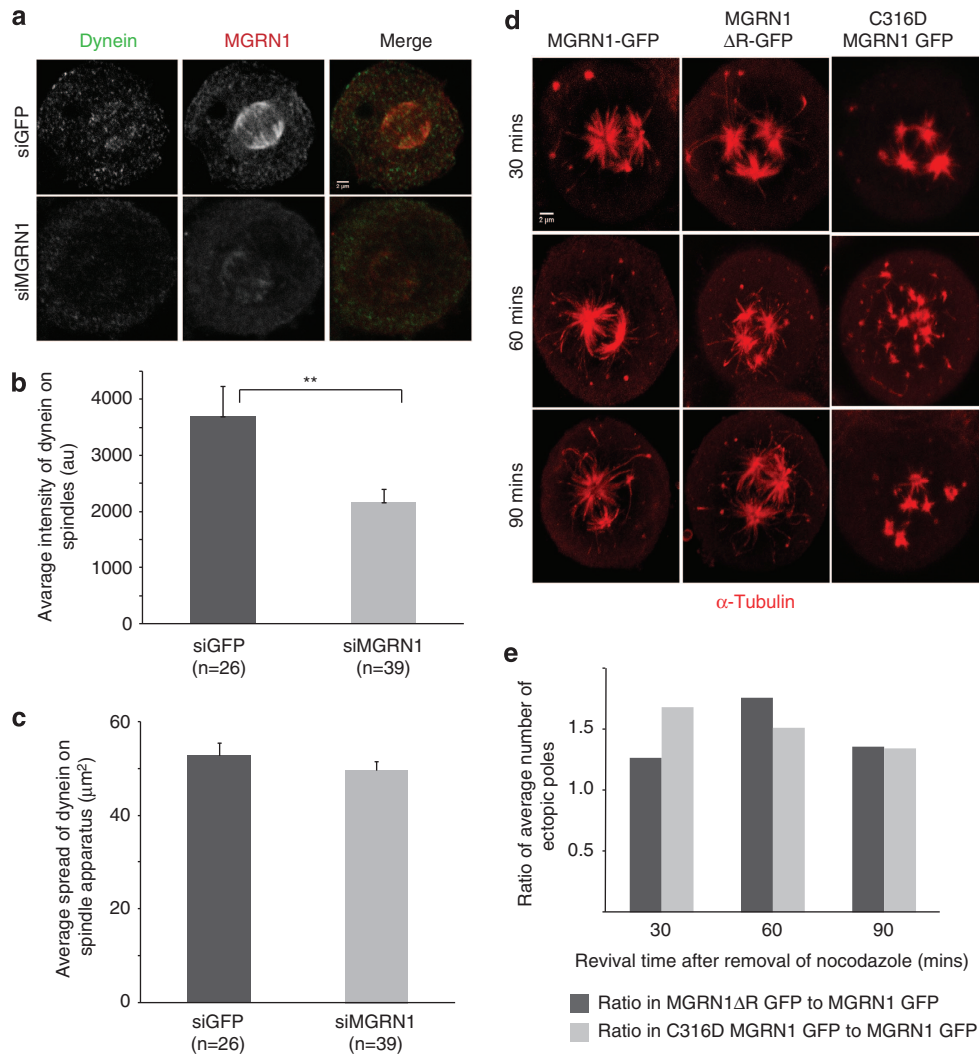 a
Dynein MGRN1 Merge
siGFP
2 μm
siMGRN1
b
Avarage intensity of dynein on
spindles (au)
4000
3000
2000
1000
0
**
siGFP
(n=26)
siMGRN1
(n=39)
c
Average spread of dynein on
spindle apparatus (μm²)
60
40
20
0
siGFP
(n=26)
siMGRN1
(n=39)
d
MGRN1-GFP
MGRN1
ΔR-GFP
C316D
MGRN1 GFP
30 mins
2 μm
60 mins
90 mins
α-Tubulin
e
Ratio of average number of
ectopic poles
1.5
1.0
0.5
30 60 90
Revival time after removal of nocodazole (mins)
Ratio in MGRN1ΔR GFP to MGRN1 GFP
Ratio in C316D MGRN1 GFP to MGRN1 GFP